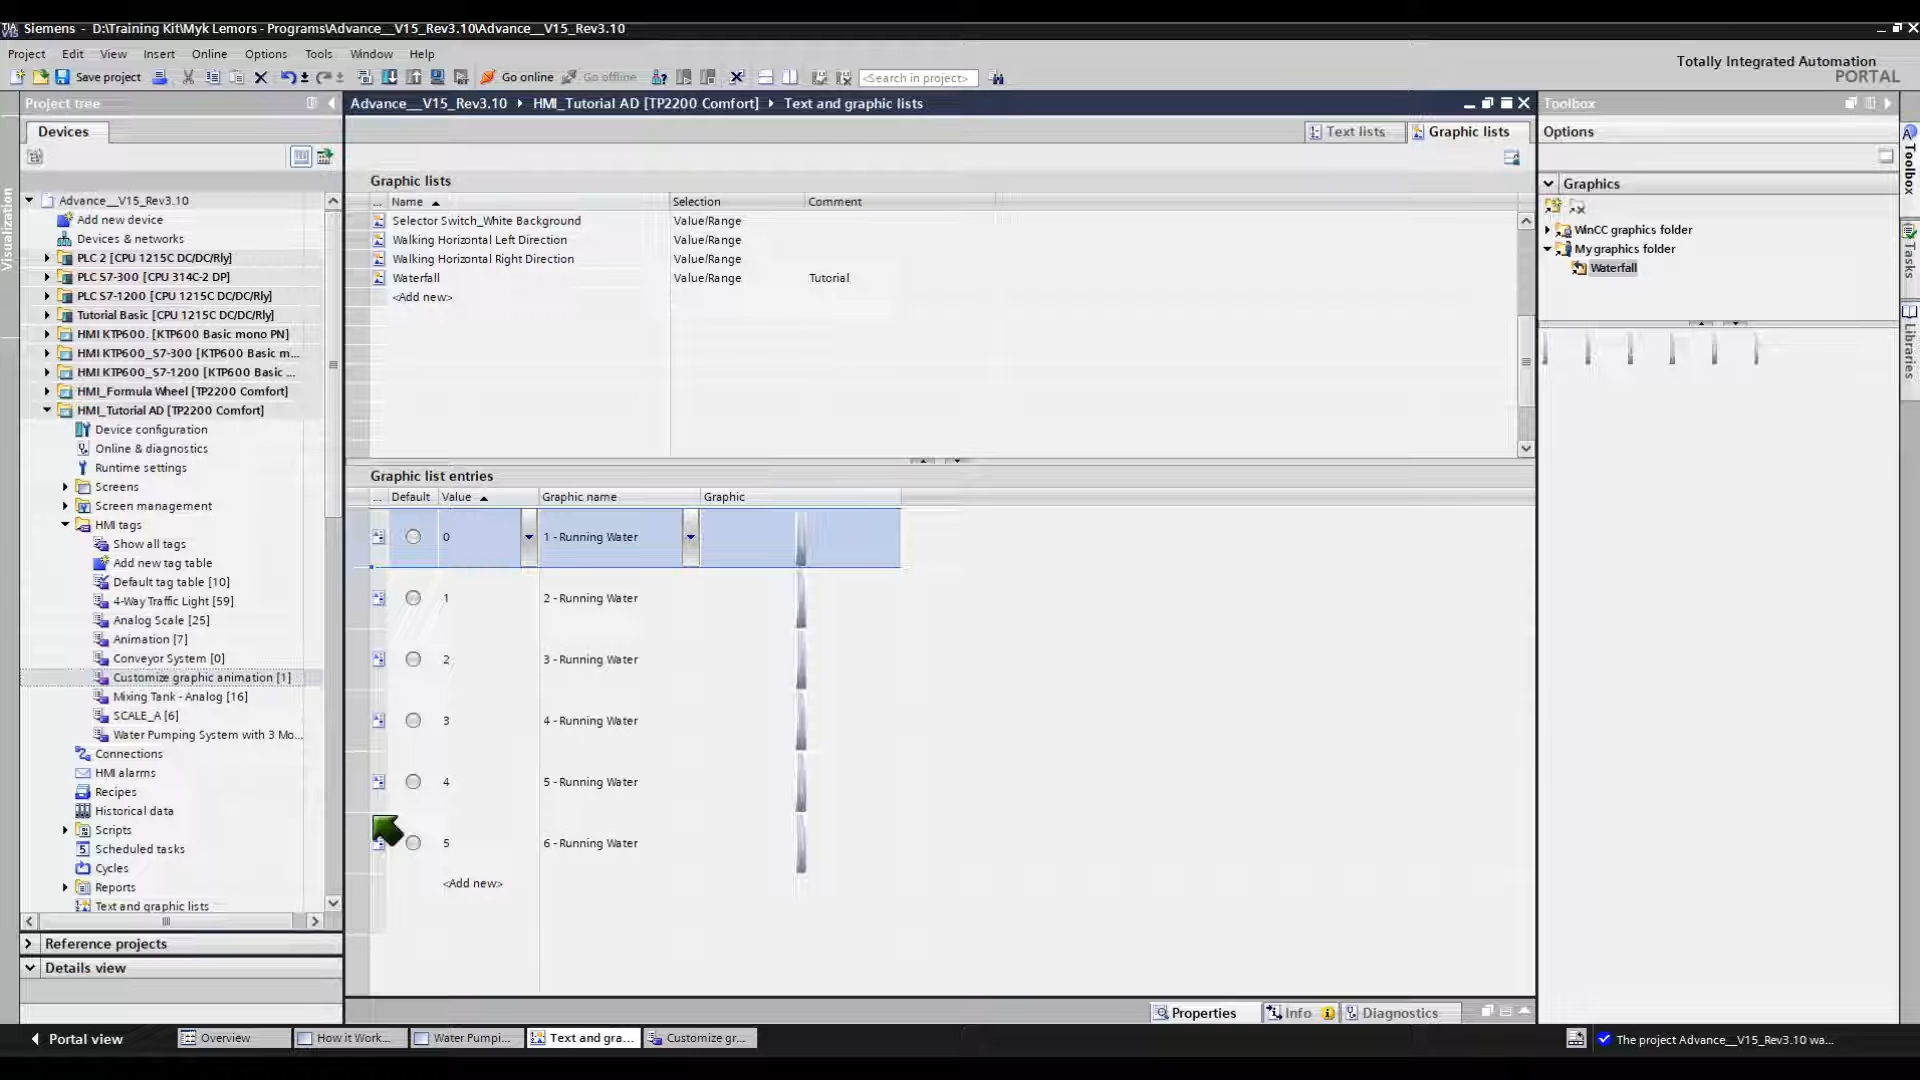 Siemens - D:\Training Kit\Myk Lemors - Programs\Advance__V15_Rev3.10\Advance__V15_Rev3.10
Project Edit View Insert Online Options Tools Window Help
Totally Integrated Automation
PORTAL
Save project Go online Go offline <Search in project>
Project tree
Devices
Visualization
Advance__V15_Rev3.10
Add new device
Devices & networks
PLC 2 [CPU 1215C DC/DC/Rly]
PLC S7-300 [CPU 314C-2 DP]
PLC S7-1200 [CPU 1215C DC/DC/Rly]
Tutorial Basic [CPU 1215C DC/DC/Rly]
HMI KTP600. [KTP600 Basic mono PN]
HMI KTP600_S7-300 [KTP600 Basic m...
HMI KTP600_S7-1200 [KTP600 Basic ...
HMI_Formula Wheel [TP2200 Comfort]
HMI_Tutorial AD [TP2200 Comfort]
Device configuration
Online & diagnostics
Runtime settings
Screens
Screen management
HMI tags
Show all tags
Add new tag table
Default tag table [10]
4-Way Traffic Light [59]
Analog Scale [25]
Animation [7]
Conveyor System [0]
Customize graphic animation [1]
Mixing Tank - Analog [16]
SCALE_A [6]
Water Pumping System with 3 Mo...
Connections
HMI alarms
Recipes
Historical data
Scripts
Scheduled tasks
Cycles
Reports
Text and graphic lists
Reference projects
Details view
Advance__V15_Rev3.10 HMI_Tutorial AD [TP2200 Comfort] Text and graphic lists
Text lists Graphic lists
Graphic lists
... Name Selection Comment
Selector Switch_White Background Value/Range
Walking Horizontal Left Direction Value/Range
Walking Horizontal Right Direction Value/Range
Waterfall Value/Range Tutorial
<Add new>
Graphic list entries
... Default Value Graphic name Graphic
0 1 - Running Water
1 2 - Running Water
2 3 - Running Water
3 4 - Running Water
4 5 - Running Water
5 6 - Running Water
<Add new>
Properties Info Diagnostics
Toolbox
Options
Graphics
WinCC graphics folder
My graphics folder
Waterfall
Toolbox
Tasks
Libraries
Portal view Overview How it Work... Water Pumpi... Text and gra... Customize gr...
The project Advance__V15_Rev3.10 wa...